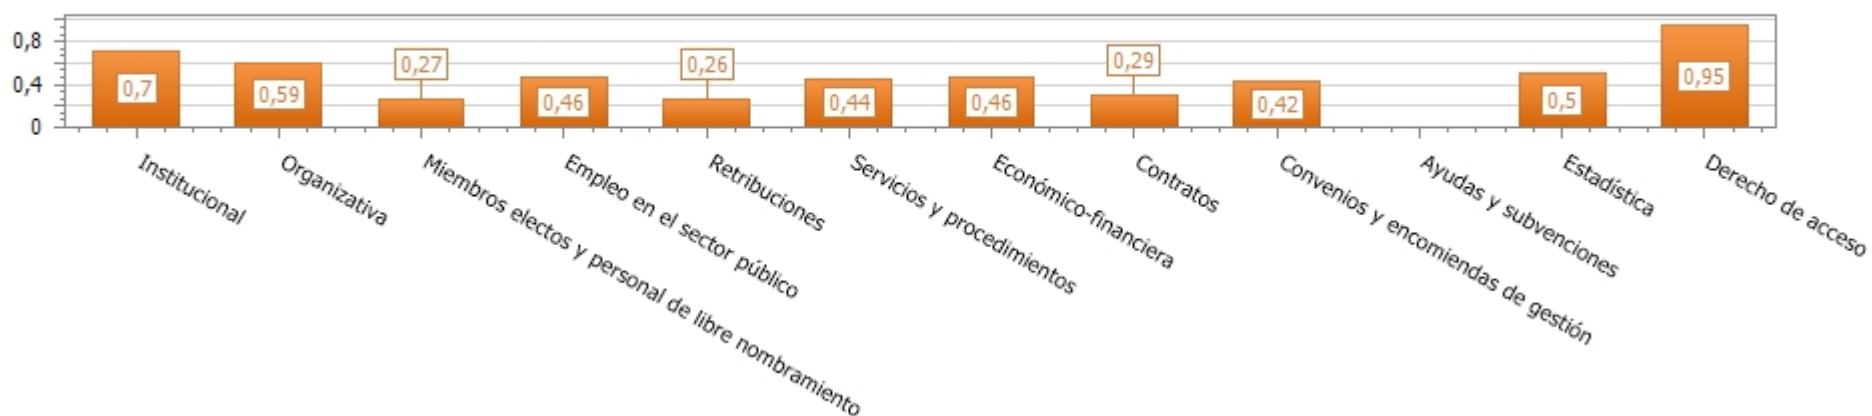 0,8
0,4
0
0,7
0,59
0,27
0,46
0,26
0,44
0,46
0,29
0,42
0,5
0,95
Institucional
Organizativa
Miembros electos y personal de libre nombramiento
Empleo en el sector público
Retribuciones
Servicios y procedimientos
Económico-financiera
Contratos
Convenios y encomiendas de gestión
Ayudas y subvenciones
Estadística
Derecho de acceso